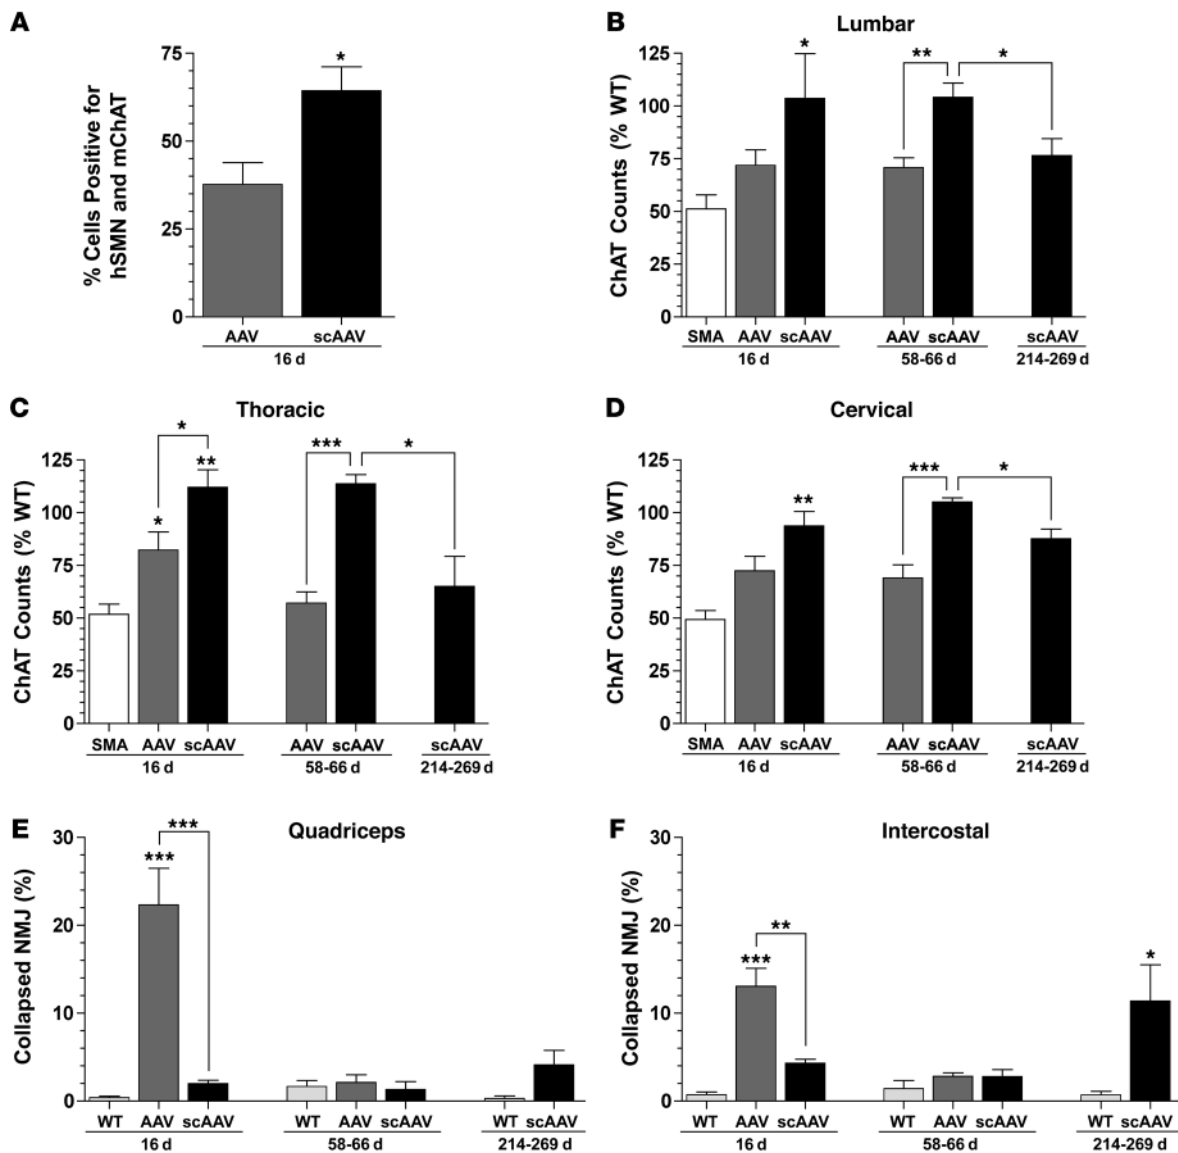 A
% Cells Positive for
hSMN and mChAT
75
50
25
0
*
AAV scAAV
16 d
B
Lumbar
ChAT Counts (% WT)
125
100
75
50
25
0
*
**
*
SMA AAV scAAV AAV scAAV scAAV
16 d 58-66 d 214-269 d
C
Thoracic
ChAT Counts (% WT)
125
100
75
50
25
0
*
*
**
***
*
SMA AAV scAAV AAV scAAV scAAV
16 d 58-66 d 214-269 d
D
Cervical
ChAT Counts (% WT)
125
100
75
50
25
0
**
***
*
SMA AAV scAAV AAV scAAV scAAV
16 d 58-66 d 214-269 d
E
Quadriceps
Collapsed NMJ (%)
30
20
10
0
***
***
WT AAV scAAV WT AAV scAAV WT scAAV
16 d 58-66 d 214-269 d
F
Intercostal
Collapsed NMJ (%)
30
20
10
0
**
***
*
WT AAV scAAV WT AAV scAAV WT scAAV
16 d 58-66 d 214-269 d